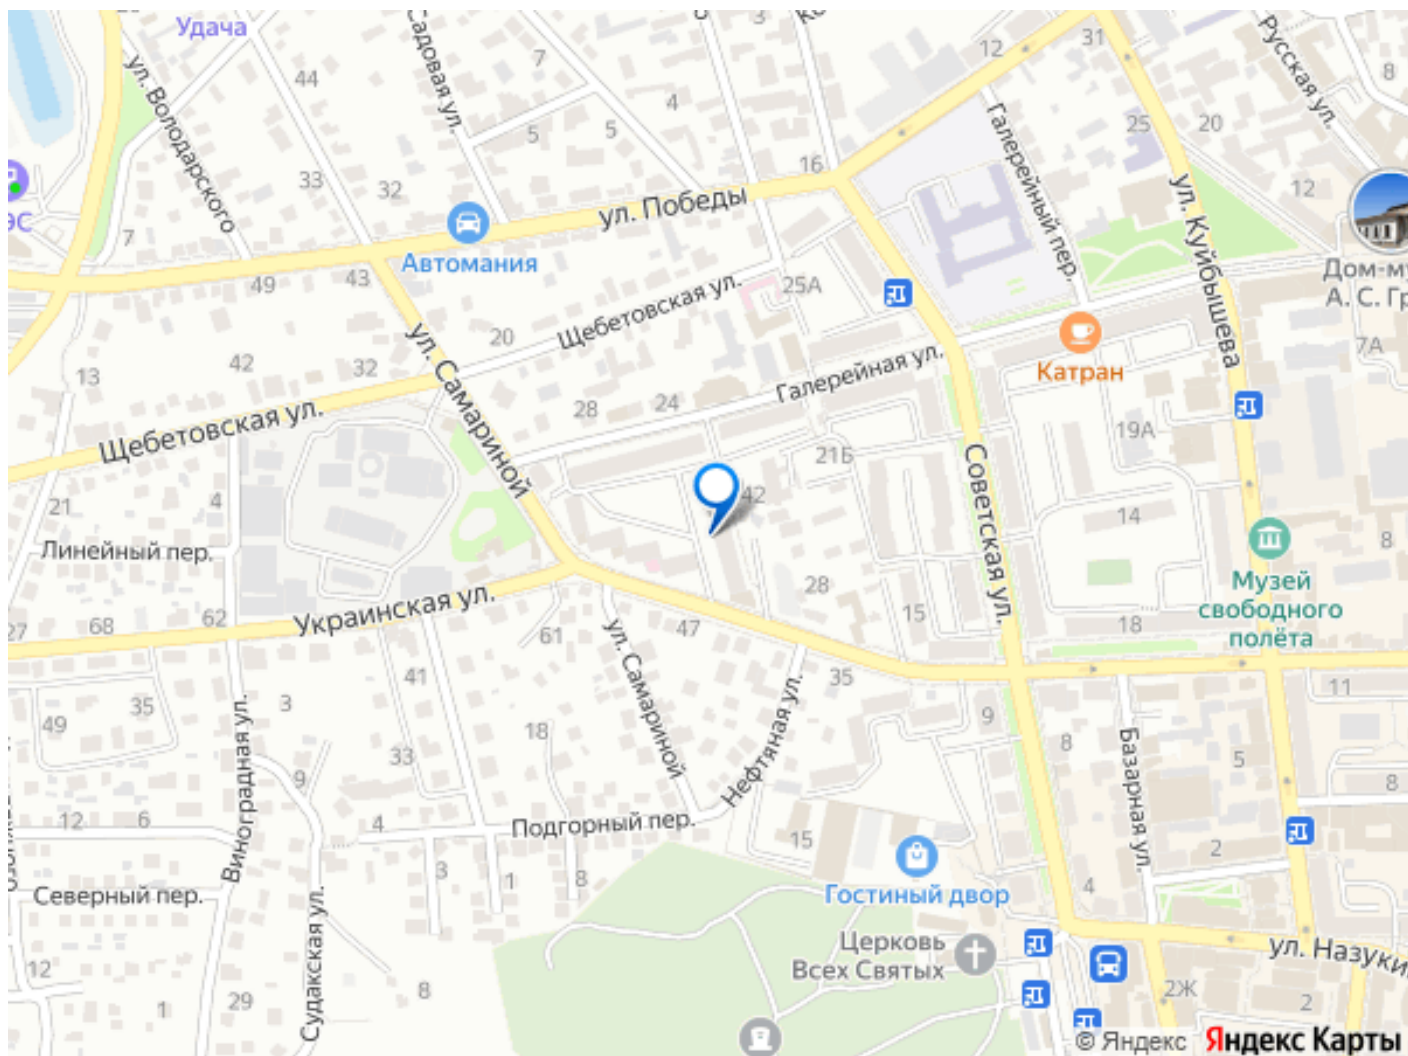 Удача
3
12
31
Русская ул.
8
ул. Володарского
44
Садовая ул.
7
4
5
5
25
20
Галерейный пер.
16
33
32
12
ЭС
7
ул. Победы
ул. Куйбышева
Автомания
49
43
25А
Дом-му
А. С. Гр
Щебетовская ул.
20
ул. Самариной
Катран
7А
42
32
13
Галерейная ул.
28
24
19А
Щебетовская ул.
21Б
Советская ул.
42
21
4
14
Линейный пер.
8
Музей
свободного
полёта
28
Украинская ул.
15
18
62
68
27
61
47
ул. Самариной
35
41
11
Нефтяная ул.
3
35
49
Виноградная ул.
18
9
8
Базарная ул.
5
33
9
8
12
6
4
Подгорный пер.
15
2
Гостиный двор
3
1
8
4
Северный пер.
Судакская ул.
Церковь
Всех Святых
ул. Назуки
12
8
2Ж
2
29
1
© Яндекс Яндекс Карты